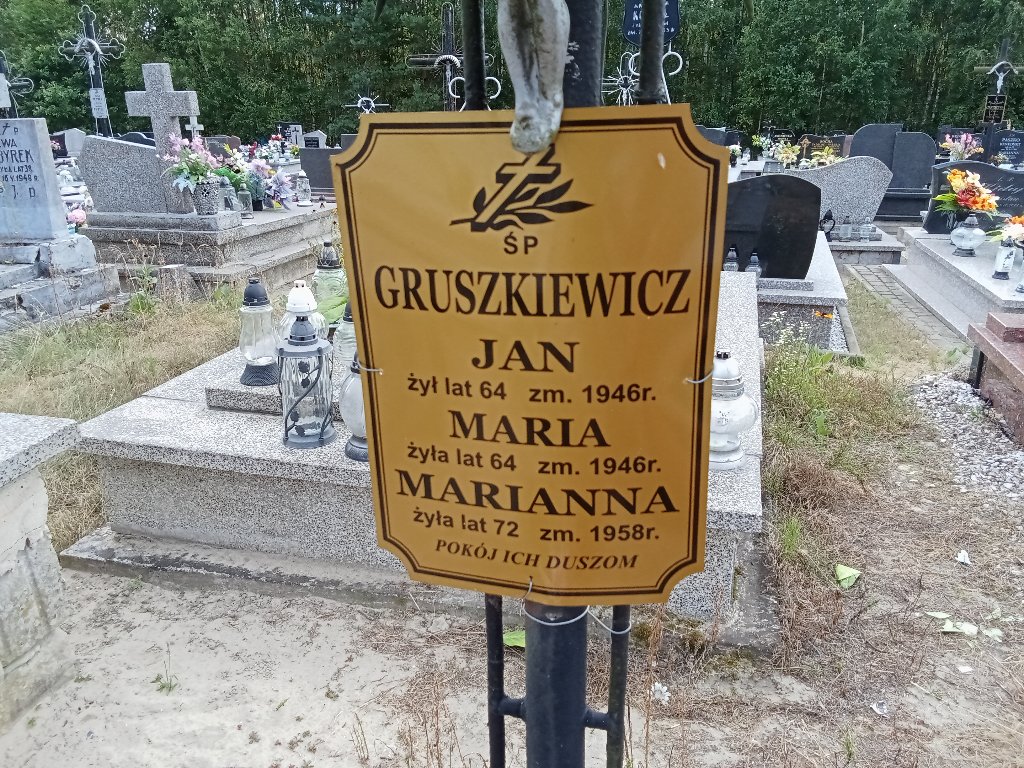 ŚP
GRUSZKIEWICZ
JAN
żył lat 64 zm. 1946r.
MARIA
żyła lat 64 zm. 1946r.
MARIANNA
żyła lat 72 zm. 1958r.
POKÓJ ICH DUSZOM